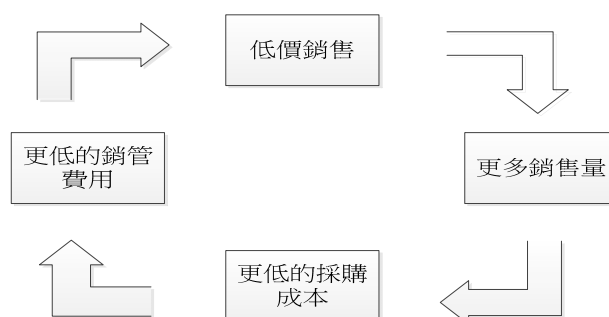 低價銷售
更多銷售量
更低的採購
成本
更低的銷管
費用